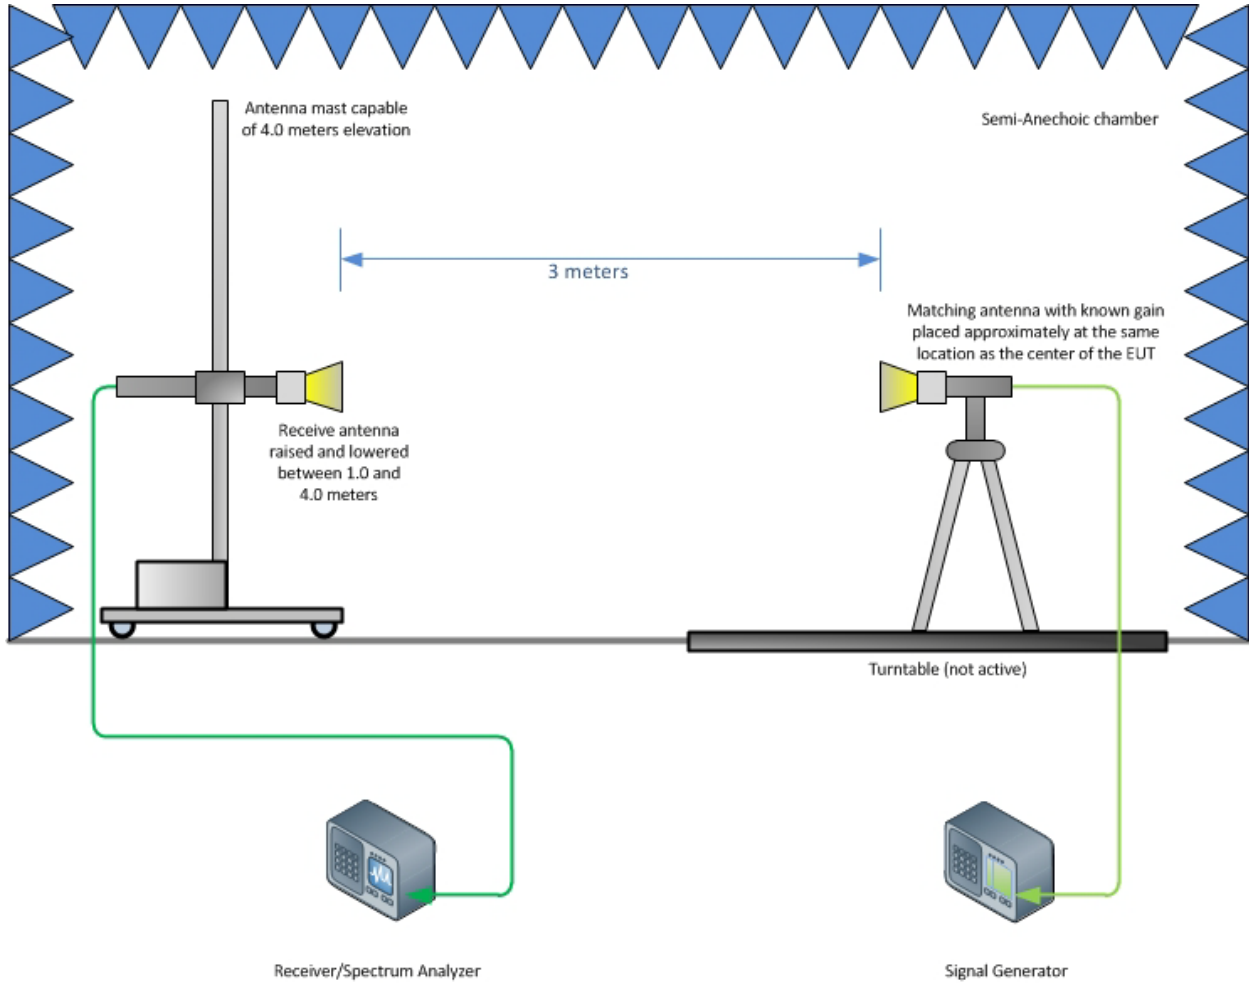 Antenna mast capable
of 4.0 meters elevation
Semi-Anechoic chamber
3 meters
Matching antenna with known gain
placed approximately at the same
location as the center of the EUT
Receive antenna
raised and lowered
between 1.0 and
4.0 meters
Turntable (not active)
Receiver/Spectrum Analyzer
Signal Generator